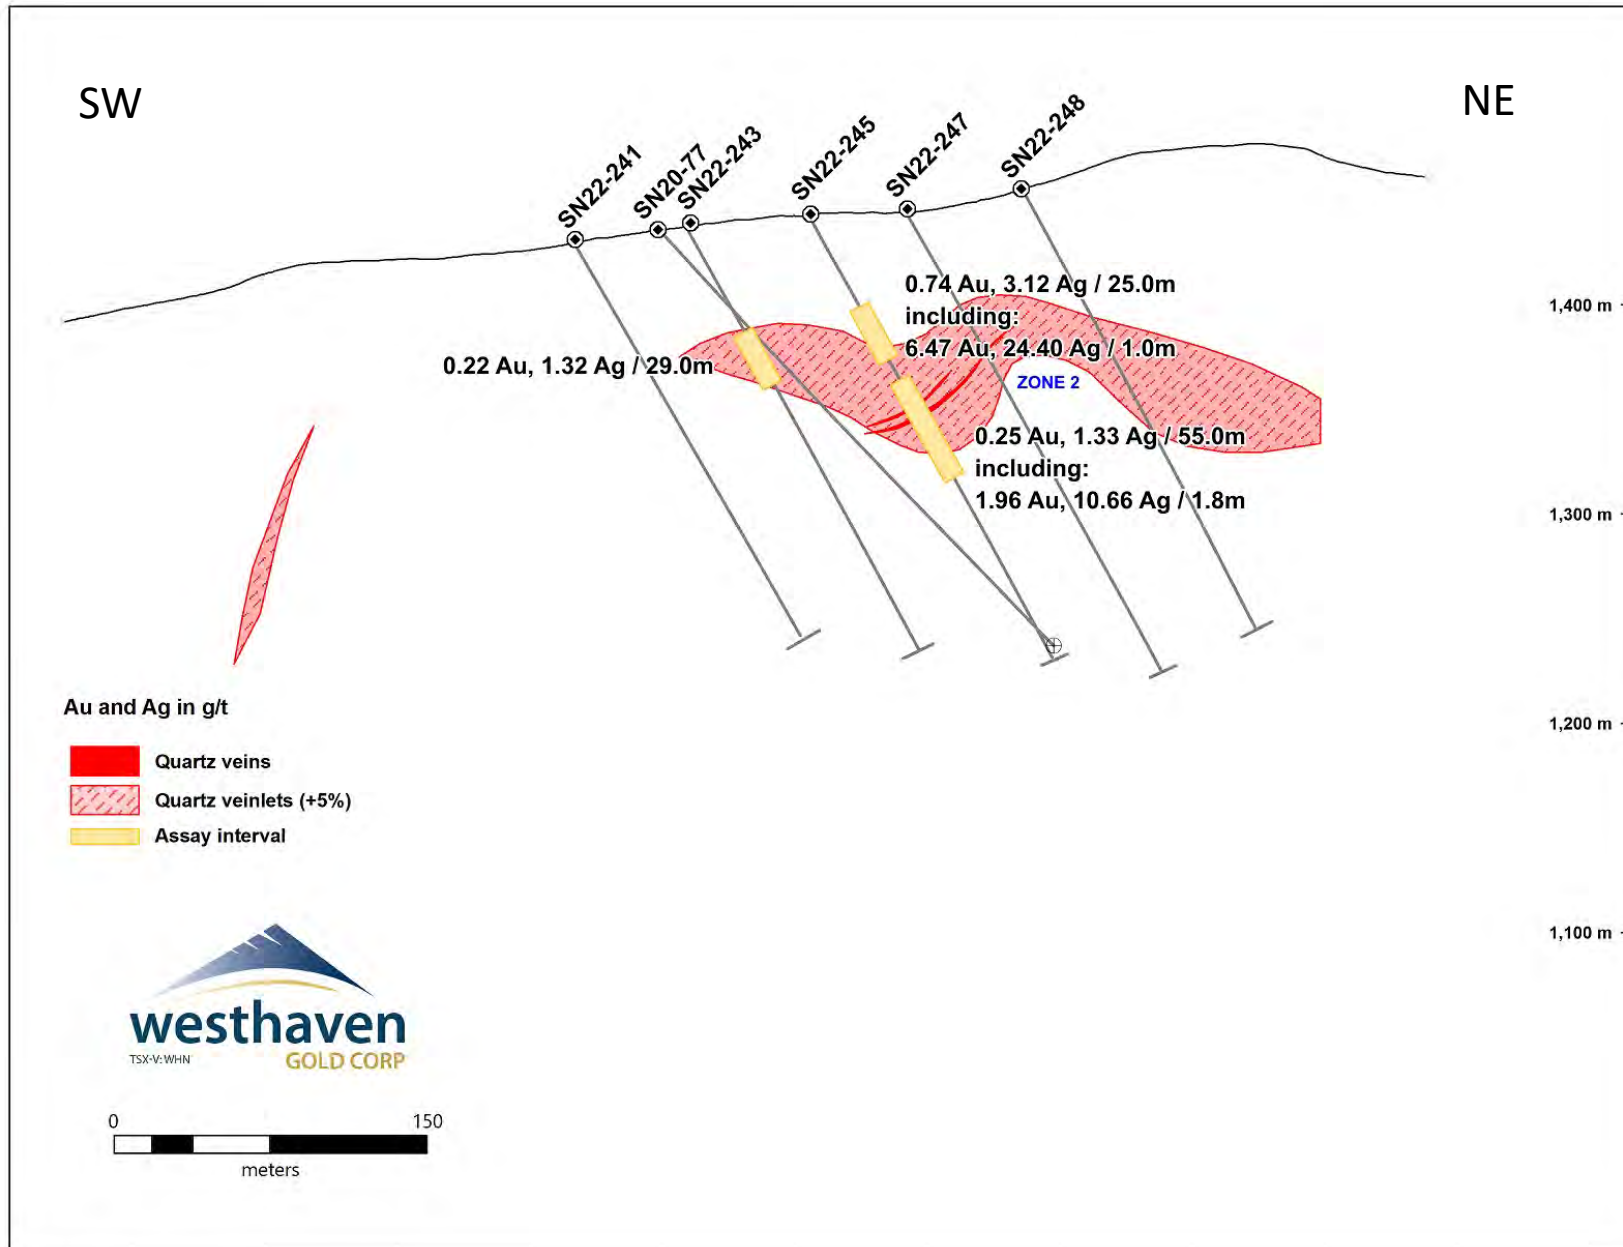 SW
NE
SN22-241
SN20-77
SN22-243
SN22-245
SN22-247
SN22-248
0.74 Au, 3.12 Ag / 25.0m
including:
6.47 Au, 24.40 Ag / 1.0m
0.22 Au, 1.32 Ag / 29.0m
ZONE 2
0.25 Au, 1.33 Ag / 55.0m
including:
1.96 Au, 10.66 Ag / 1.8m
1,400 m
1,300 m
1,200 m
1,100 m
Au and Ag in g/t
Quartz veins
Quartz veinlets (+5%)
Assay interval
westhaven
TSX-V: WHN
GOLD CORP
0 150
meters